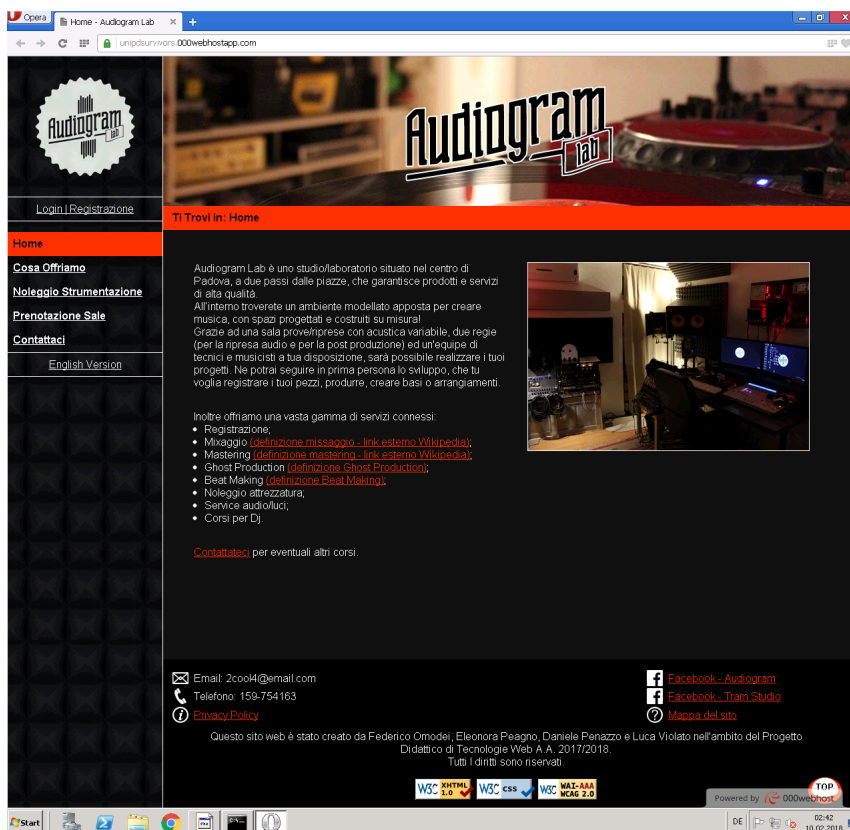 Opera
Home - Audiogram Lab
unipdsurvivors.000webhostapp.com
Audiogram
lab
Audiogram
lab
Login | Registrazione
Ti Trovi in: Home
Home
Cosa Offriamo
Noleggio Strumentazione
Prenotazione Sale
Contattaci
English Version
Audiogram Lab è uno studio/laboratorio situato nel centro di
Padova, a due passi dalle piazze, che garantisce prodotti e servizi
di alta qualità.
All'interno troverete un ambiente modellato apposta per creare
musica, con spazi progettati e costruiti su misura!
Grazie ad una sala prove/riprese con acustica variabile, due regie
(per la ripresa audio e per la post produzione) ed un'equipe di
tecnici e musicisti a tua disposizione, sarà possibile realizzare i tuoi
progetti. Ne potrai seguire in prima persona lo sviluppo, che tu
voglia registrare i tuoi pezzi, produrre, creare basi o arrangiamenti.
Inoltre offriamo una vasta gamma di servizi connessi:
Registrazione;
Mixaggio (definizione missaggio - link esterno Wikipedia);
Mastering (definizione mastering - link esterno Wikipedia);
Ghost Production (definizione Ghost Production);
Beat Making (definizione Beat Making);
Noleggio attrezzatura;
Service audio/luci;
Corsi per Dj.
Contattateci per eventuali altri corsi.
Email: 2cool4@email.com
Telefono: 159-754163
Privacy Policy
Facebook - Audiogram
Facebook - Tram Studio
Mappa del sito
Questo sito web è stato creato da Federico Omodei, Eleonora Peagno, Daniele Penazzo e Luca Violato nell'ambito del Progetto
Didattico di Tecnologie Web A.A. 2017/2018.
Tutti I diritti sono riservati.
W3C XHTML 1.0
W3C css
W3C WAI-AAA WCAG 2.0
Powered by 000webhost
TOP
Start
DE
02:42
10.02.2018